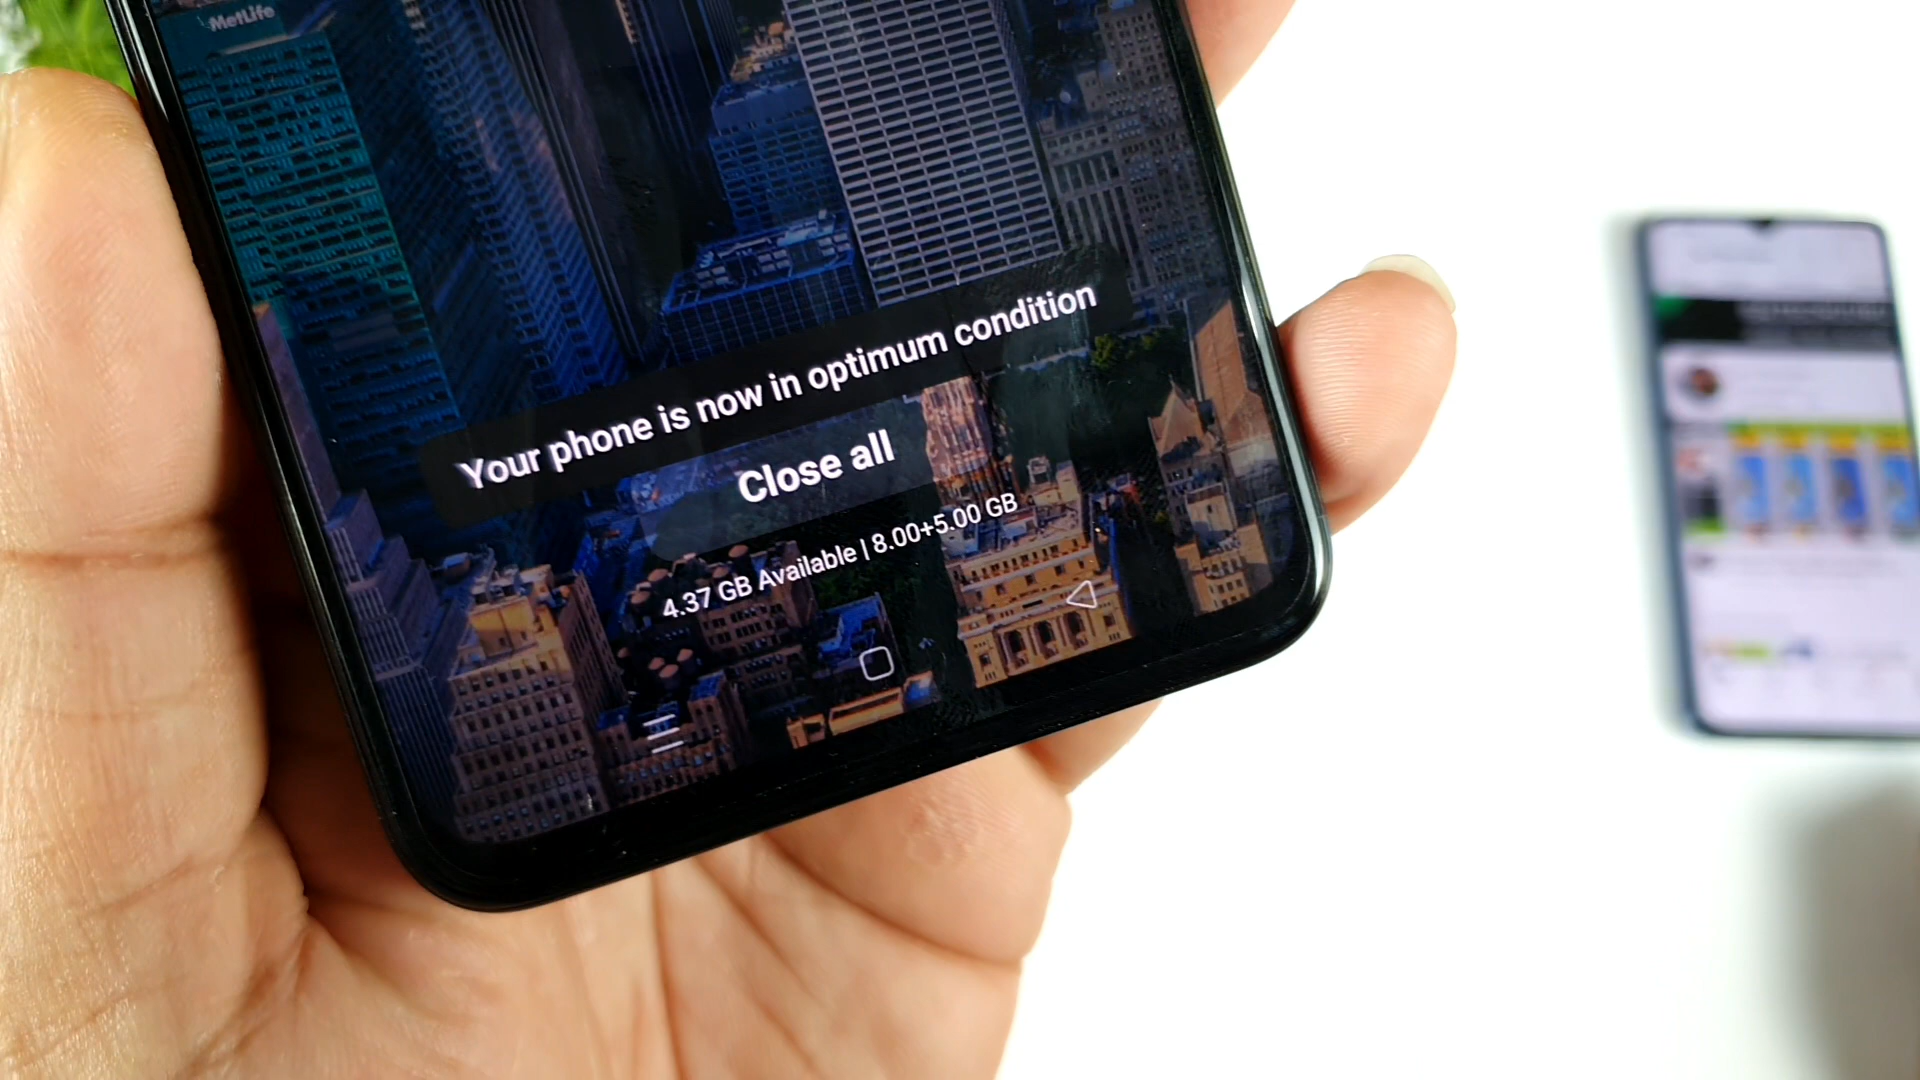 MetLife
Your phone is now in optimum condition
Close all
4.37 GB Available | 8.00+5.00 GB